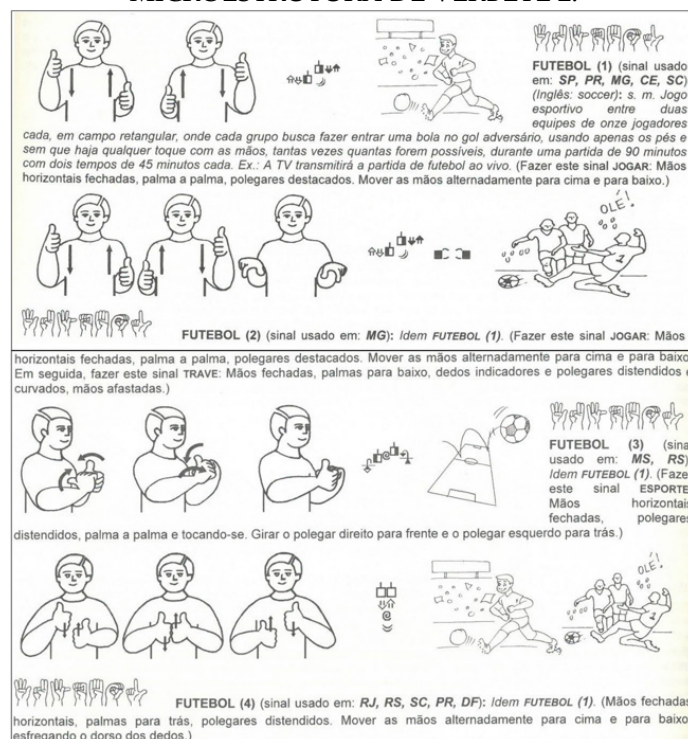 MICROESTRUTURA DE VERBETE 2:
FUTEBOL (1) (sinal usado
em: SP, PR, MG, CE, SC)
(Inglês: soccer): s. m. Jogo
esportivo entre duas
equipes de onze jogadores
cada, em campo retangular, onde cada grupo busca fazer entrar uma bola no gol adversário, usando apenas os pés e
sem que haja qualquer toque com as mãos, tantas vezes quantas forem possíveis, durante uma partida de 90 minutos
com dois tempos de 45 minutos cada. Ex.: A TV transmitirá a partida de futebol ao vivo. (Fazer este sinal JOGAR: Mãos
horizontais fechadas, palma a palma, polegares destacados. Mover as mãos alternadamente para cima e para baixo.)
OLÉ!
1
FUTEBOL (2) (sinal usado em: MG): Idem FUTEBOL (1). (Fazer este sinal JOGAR: Mãos
horizontais fechadas, palma a palma, polegares destacados. Mover as mãos alternadamente para cima e para baixo
Em seguida, fazer este sinal TRAVE: Mãos fechadas, palmas para baixo, dedos indicadores e polegares distendidos e
curvados, mãos afastadas.)
FUTEBOL (3) (sinal
usado em: MS, RS)
Idem FUTEBOL (1). (Fazer
este sinal ESPORTE
Mãos horizontais
fechadas, polegares
distendidos, palma a palma e tocando-se. Girar o polegar direito para frente e o polegar esquerdo para trás.)
OLÉ!
1
FUTEBOL (4) (sinal usado em: RJ, RS, SC, PR, DF): Idem FUTEBOL (1). (Mãos fechadas
horizontais, palmas para trás, polegares distendidos. Mover as mãos alternadamente para cima e para baixo
esfregando o dorso dos dedos.)